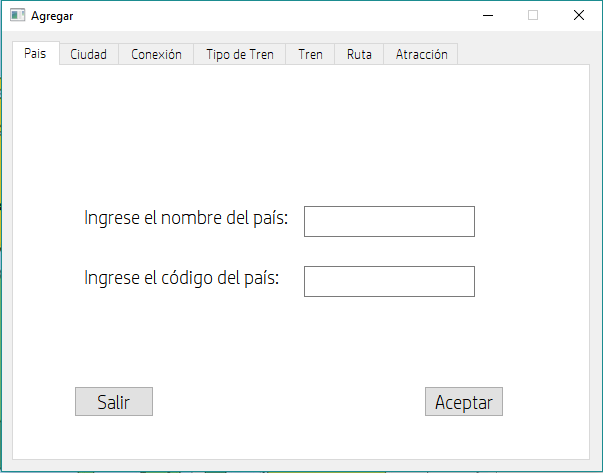 Agregar
Pais Ciudad Conexión Tipo de Tren Tren Ruta Atracción
Ingrese el nombre del país:
Ingrese el código del país:
Salir Aceptar